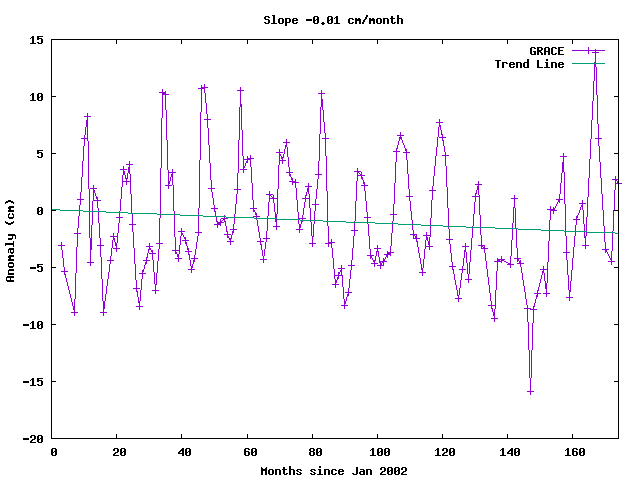 Slope -0.01 cm/month
GRACE
Trend Line
15
10
5
0
-5
-10
-15
-20
Anomaly (cm)
0 20 40 60 80 100 120 140 160
Months since Jan 2002